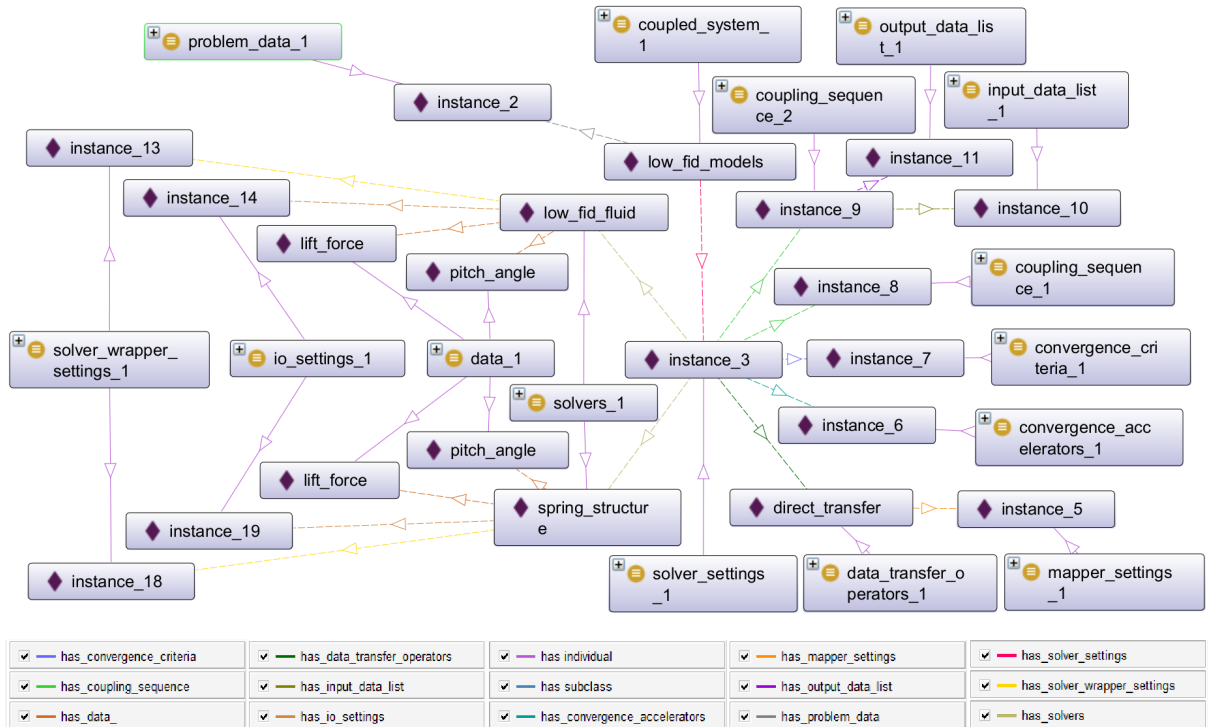 problem_data_1
coupled_system_
1
output_data_lis
t_1
instance_2
coupling_sequen
ce_2
input_data_list
_1
instance_13
low_fid_models
instance_11
instance_14
low_fid_fluid
instance_9
instance_10
lift_force
pitch_angle
instance_8
coupling_sequen
ce_1
solver_wrapper_
settings_1
io_settings_1
data_1
instance_3
instance_7
convergence_cri
teria_1
solvers_1
instance_6
convergence_acc
elerators_1
pitch_angle
lift_force
spring_structur
e
direct_transfer
instance_5
instance_19
instance_18
solver_settings
_1
data_transfer_o
perators_1
mapper_settings
_1
has_convergence_criteria
has_data_transfer_operators
has individual
has_mapper_settings
has_solver_settings
has_coupling_sequence
has_input_data_list
has subclass
has_output_data_list
has_solver_wrapper_settings
has_data_
has_io_settings
has_convergence_accelerators
has_problem_data
has_solvers